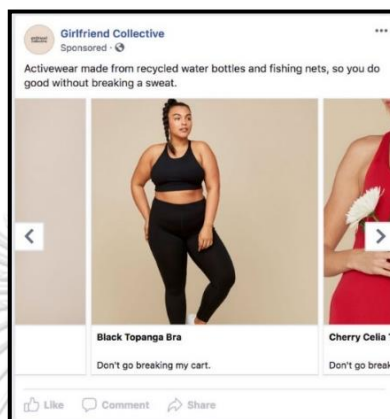 Girlfriend Collective
Sponsored ·
Activewear made from recycled water bottles and fishing nets, so you do
good without breaking a sweat.
Black Topanga Bra
Don't go breaking my cart.
Cherry Celia
Don't go break
Like
Comment
Share